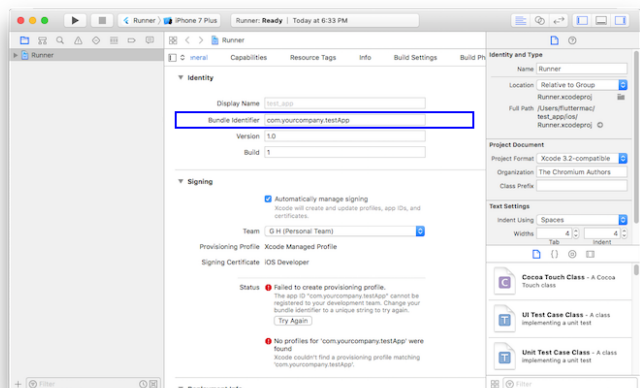 Runner
iPhone 7 Plus
Runner: Ready | Today at 6:33 PM
Runner
Runner
General
Capabilities
Resource Tags
Info
Build Settings
Build Ph
Identity
Display Name test_app
Bundle Identifier com.yourcompany.testApp
Version 1.0
Build 1
Signing
Automatically manage signing
Xcode will create and update profiles, app IDs, and
certificates.
Team G H (Personal Team)
Provisioning Profile Xcode Managed Profile
Signing Certificate iOS Developer
Status Failed to create provisioning profile.
The app ID "com.yourcompany.testApp" cannot be
registered to your development team. Change your
bundle identifier to a unique string to try again.
Try Again
No profiles for 'com.yourcompany.testApp' were
found
Xcode couldn't find a provisioning profile matching
'com.yourcompany.testApp'.
Filter
Identity and Type
Name Runner
Location Relative to Group
Runner.xcodeproj
Full Path /Users/fluttermac/
test_app/ios/
Runner.xcodeproj
Project Document
Project Format Xcode 3.2-compatible
Organization The Chromium Authors
Class Prefix
Text Settings
Indent Using Spaces
Widths 4 4
Tab Indent
Cocoa Touch Class - A Cocoa
Touch class
UI Test Case Class - A class
implementing a unit test
Unit Test Case Class - A class
implementing a unit test
Filter